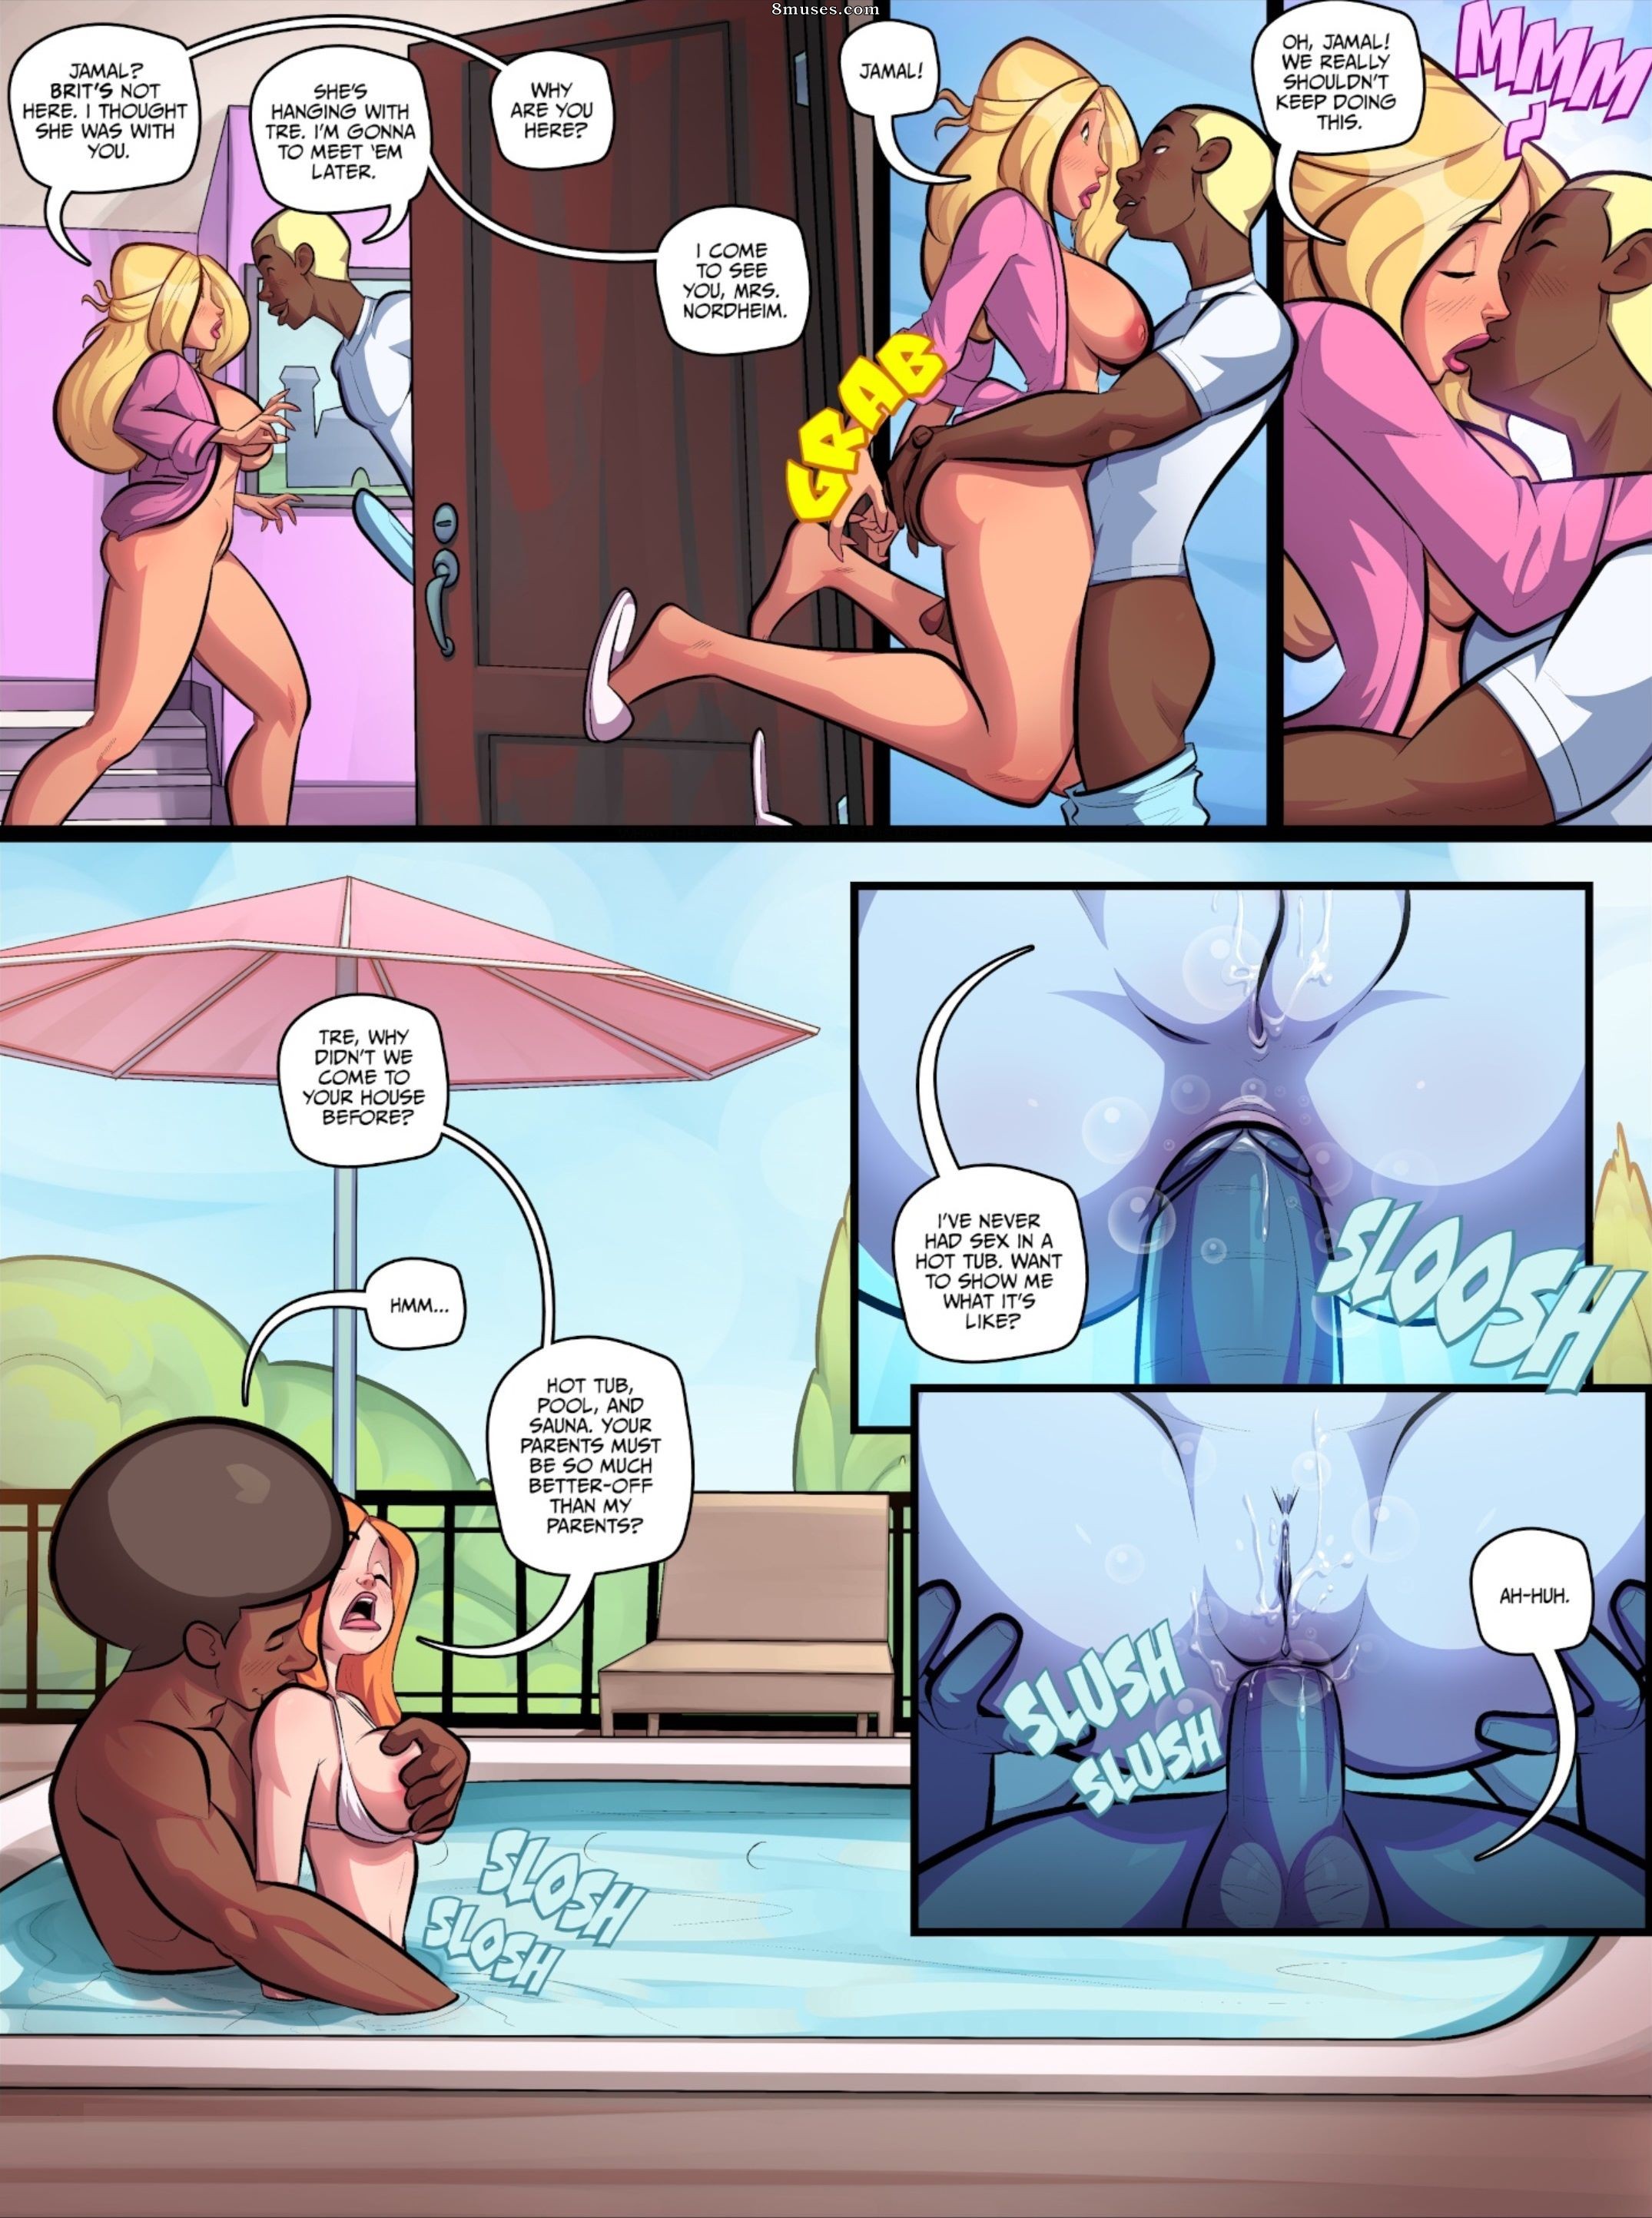 8muses.com
JAMAL?
BRIT'S NOT
HERE. I THOUGHT
SHE WAS WITH
YOU.
SHE'S
HANGING WITH
TRE. I'M GONNA
TO MEET 'EM
LATER.
WHY
ARE YOU
HERE?
I COME
TO SEE
YOU, MRS.
NORDHEIM.
JAMAL!
GRAB
OH, JAMAL!
WE REALLY
SHOULDN'T
KEEP DOING
THIS.
MMM
TRE, WHY
DIDN'T WE
COME TO
YOUR HOUSE
BEFORE?
HMM...
HOT TUB,
POOL, AND
SAUNA. YOUR
PARENTS MUST
BE SO MUCH
BETTER-OFF
THAN MY
PARENTS?
SLOSH
SLOSH
I'VE NEVER
HAD SEX IN A
HOT TUB. WANT
TO SHOW ME
WHAT IT'S
LIKE?
SLOOSH
AH-HUH.
SLUSH
SLUSH